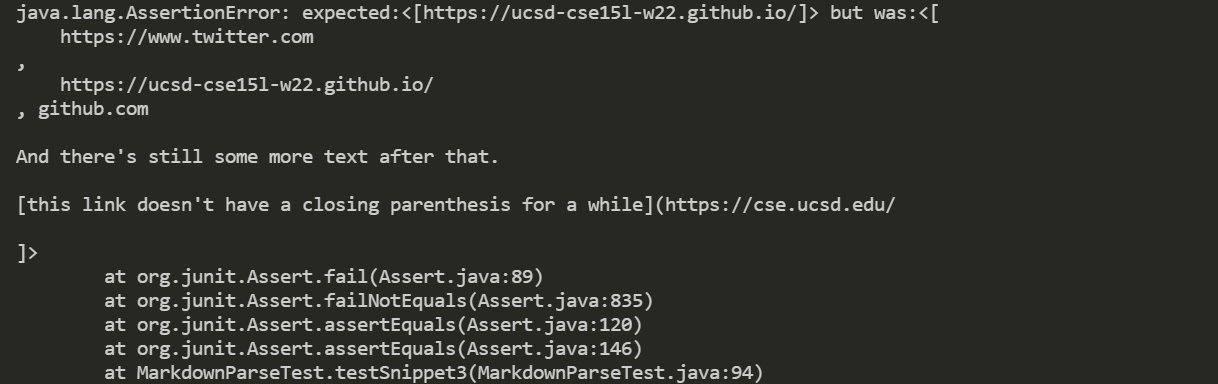 java.lang.AssertionError: expected:<[https://ucsd-cse15l-w22.github.io/]> but was:<[
    https://www.twitter.com
,
    https://ucsd-cse15l-w22.github.io/
, github.com

And there's still some more text after that.

[this link doesn't have a closing parenthesis for a while](https://cse.ucsd.edu/

]>
        at org.junit.Assert.fail(Assert.java:89)
        at org.junit.Assert.failNotEquals(Assert.java:835)
        at org.junit.Assert.assertEquals(Assert.java:120)
        at org.junit.Assert.assertEquals(Assert.java:146)
        at MarkdownParseTest.testSnippet3(MarkdownParseTest.java:94)